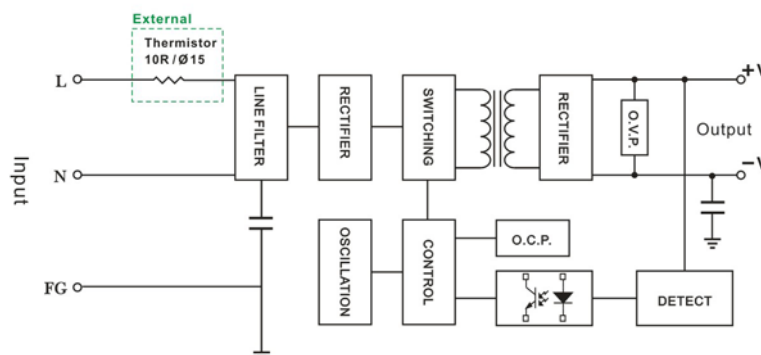 External
Thermistor
10R/Ø15
L
N
FG
Input
LINE FILTER
RECTIFIER
SWITCHING
RECTIFIER
O.V.P.
+V
Output
-V
OSCILLATION
CONTROL
O.C.P.
DETECT